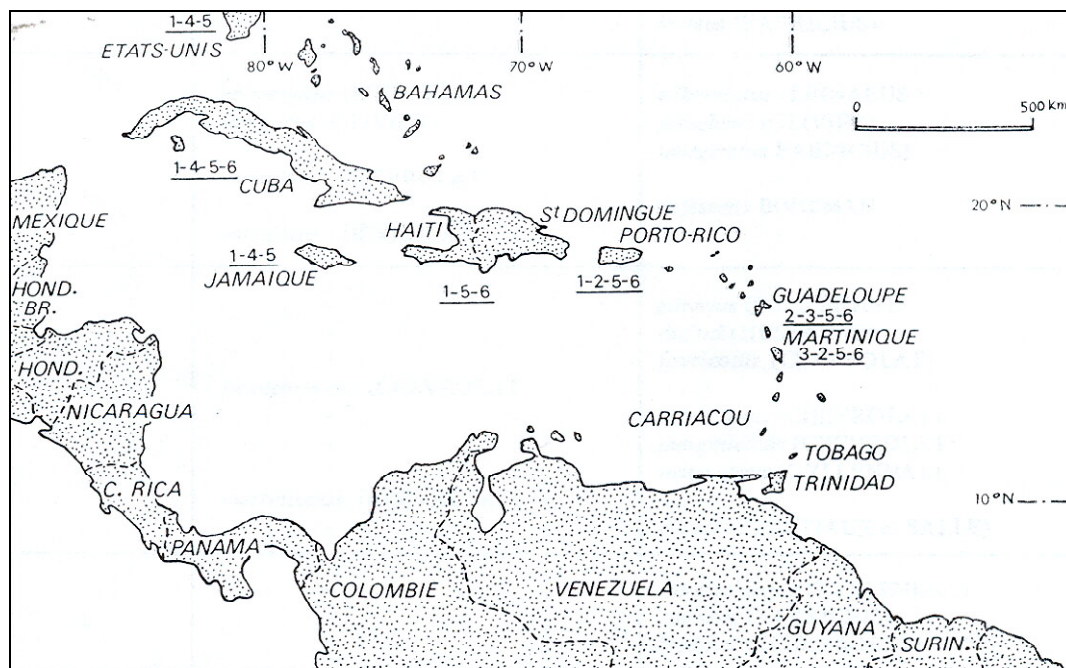 1-4-5
ETATS-UNIS
80°W
70°W
60°W
BAHAMAS
0
500 km
1-4-5-6
CUBA
20°N
MEXIQUE
HAITI
St DOMINGUE
PORTO-RICO
1-4-5
JAMAIQUE
1-5-6
1-2-5-6
HOND.
BR.
GUADELOUPE
2-3-5-6
MARTINIQUE
3-2-5-6
HOND.
NICARAGUA
CARRIACOU
TOBAGO
TRINIDAD
C. RICA
10°N
PANAMA
COLOMBIE
VENEZUELA
GUYANA
SURIN.